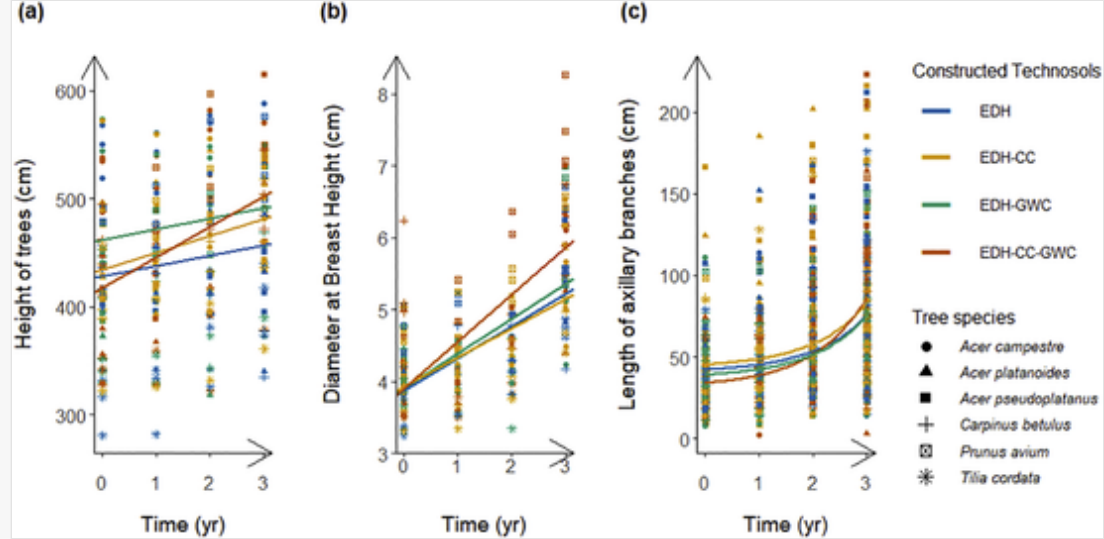 (a)
Height of trees (cm)
600
500
400
300
0 1 2 3
Time (yr)
(b)
Diameter at Breast Height (cm)
8
7
6
5
4
3
0 1 2 3
Time (yr)
(c)
Length of axillary branches (cm)
200
150
100
50
0
0 1 2 3
Time (yr)
Constructed Technosols
EDH
EDH-CC
EDH-GWC
EDH-CC-GWC
Tree species
Acer campestre
Acer platanoides
Acer pseudoplatanus
Carpinus betulus
Prunus avium
Tilia cordata